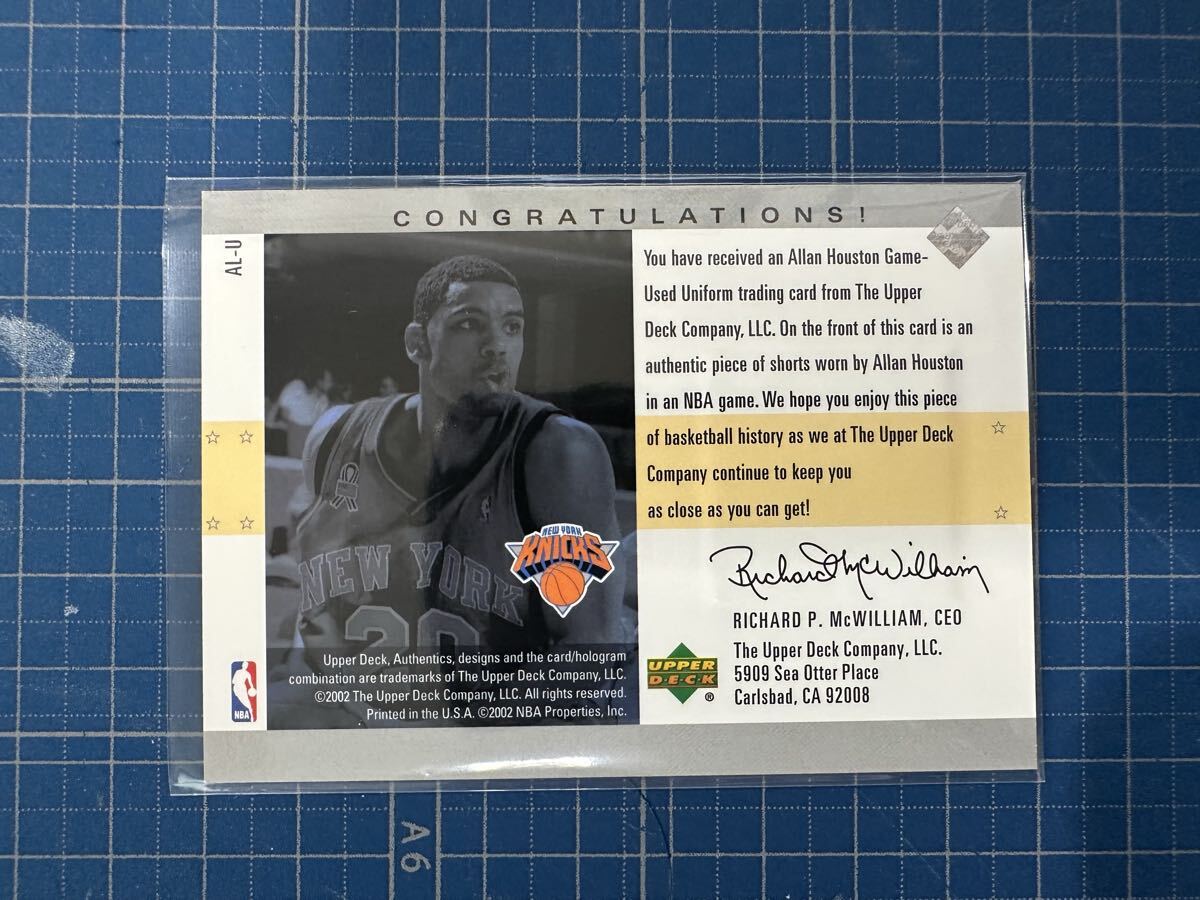 CONGRATULATIONS!
AL-U
You have received an Allan Houston Game-
Used Uniform trading card from The Upper
Deck Company, LLC. On the front of this card is an
authentic piece of shorts worn by Allan Houston
in an NBA game. We hope you enjoy this piece
of basketball history as we at The Upper Deck
Company continue to keep you
as close as you can get!
NEW YORK
20
NEW YORK
KNICKS
Richard P. McWilliam
RICHARD P. McWILLIAM, CEO
The Upper Deck Company, LLC.
5909 Sea Otter Place
Carlsbad, CA 92008
UPPER
DECK
®
Upper Deck, Authentics, designs and the card/hologram
combination are trademarks of The Upper Deck Company, LLC.
©2002 The Upper Deck Company, LLC. All rights reserved.
Printed in the U.S.A. ©2002 NBA Properties, Inc.
NBA
A6